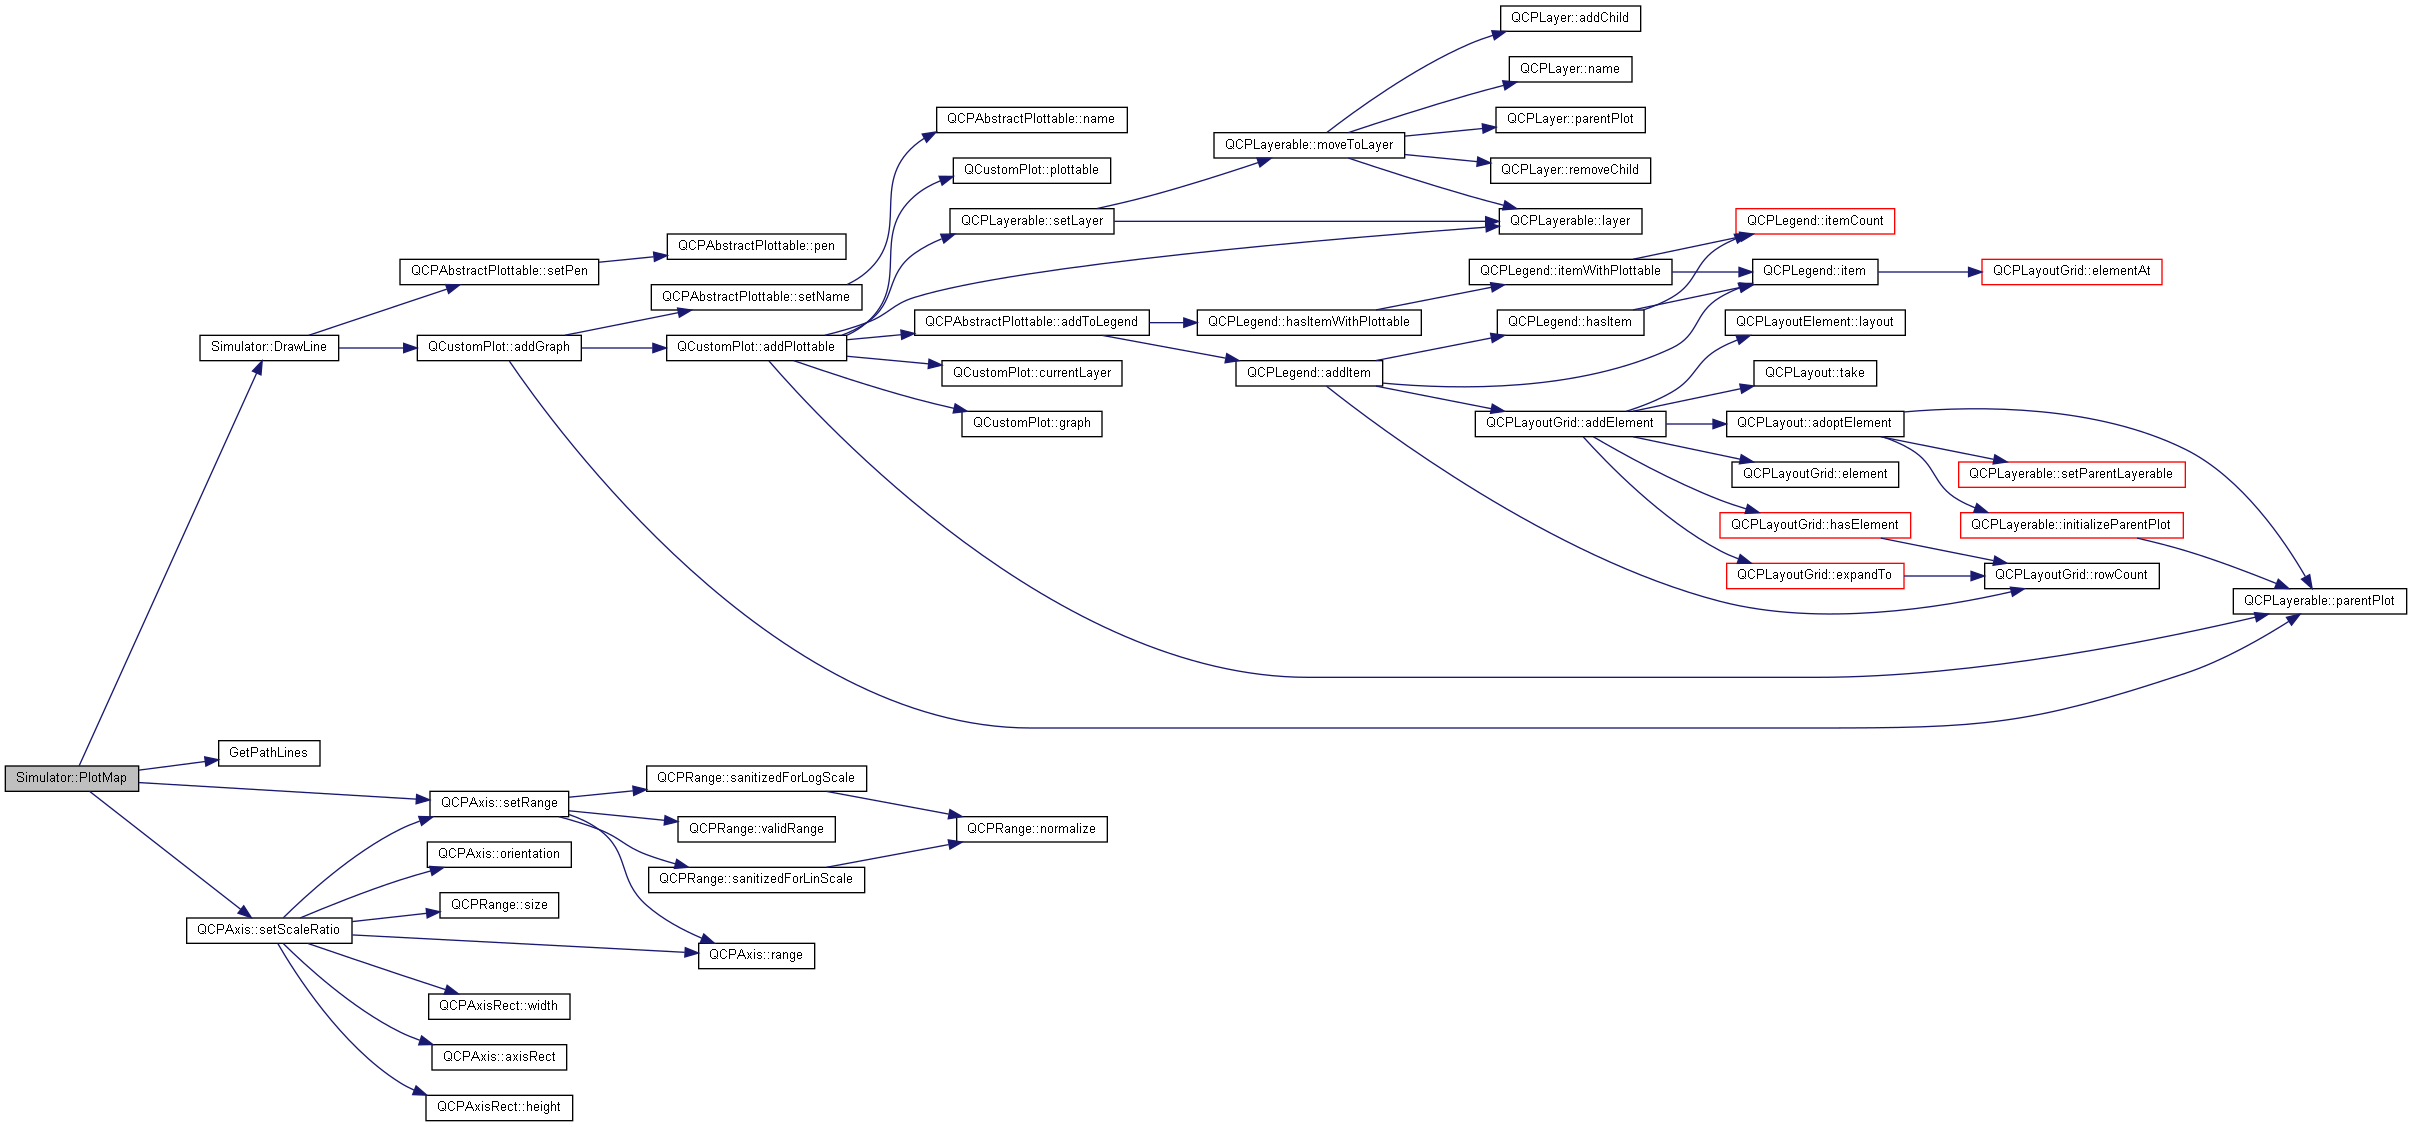 QCPLayer::addChild
QCPLayer::name
QCPAbstractPlottable::name
QCPLayer::parentPlot
QCPLayerable::moveToLayer
QCustomPlot::plottable
QCPLayer::removeChild
QCPLayerable::setLayer
QCPLayerable::layer
QCPLegend::itemCount
QCPAbstractPlottable::pen
QCPAbstractPlottable::setPen
QCPLegend::itemWithPlottable
QCPLegend::item
QCPLayoutGrid::elementAt
QCPAbstractPlottable::setName
QCPAbstractPlottable::addToLegend
QCPLegend::hasItemWithPlottable
QCPLegend::hasItem
QCPLayoutElement::layout
Simulator::DrawLine
QCustomPlot::addGraph
QCustomPlot::addPlottable
QCustomPlot::currentLayer
QCPLegend::addItem
QCPLayout::take
QCustomPlot::graph
QCPLayoutGrid::addElement
QCPLayout::adoptElement
QCPLayoutGrid::element
QCPLayerable::setParentLayerable
QCPLayoutGrid::hasElement
QCPLayerable::initializeParentPlot
QCPLayoutGrid::expandTo
QCPLayoutGrid::rowCount
QCPLayerable::parentPlot
GetPathLines
Simulator::PlotMap
QCPRange::sanitizedForLogScale
QCPAxis::setRange
QCPRange::validRange
QCPRange::normalize
QCPAxis::orientation
QCPRange::sanitizedForLinScale
QCPRange::size
QCPAxis::setScaleRatio
QCPAxis::range
QCPAxisRect::width
QCPAxis::axisRect
QCPAxisRect::height